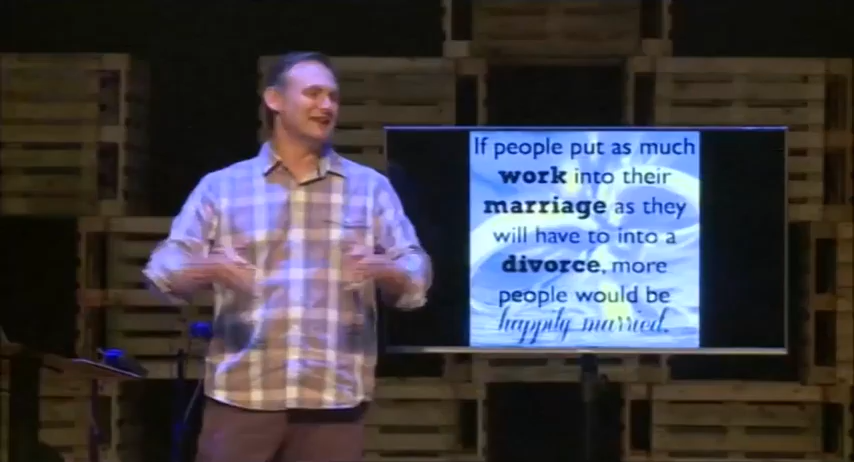 If people put as much
work into their
marriage as they
will have to into a
divorce, more
people would be
happily married.